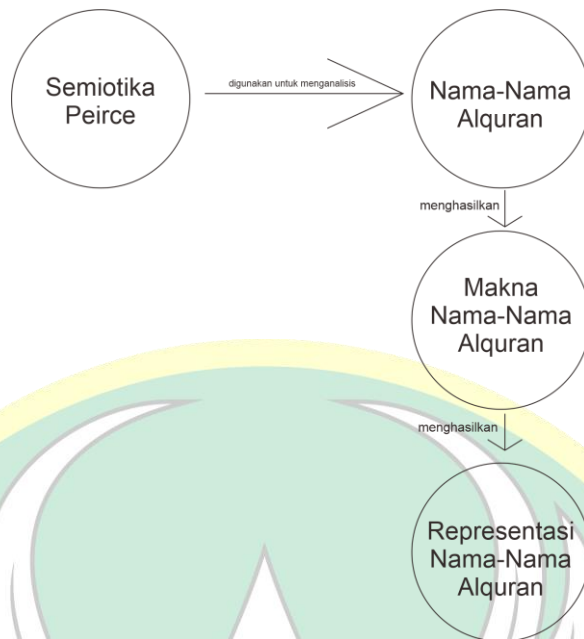 Semiotika
Peirce
digunakan untuk menganalisis
Nama-Nama
Alquran
menghasilkan
Makna
Nama-Nama
Alquran
menghasilkan
Representasi
Nama-Nama
Alquran